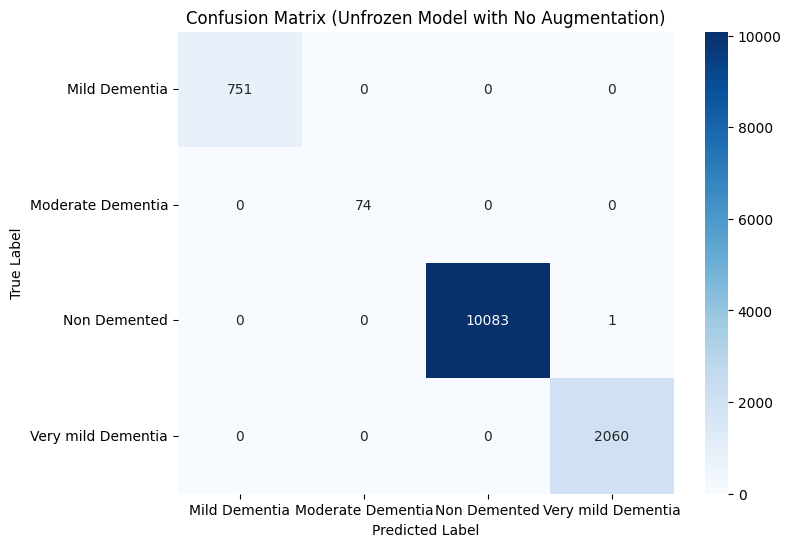 Confusion Matrix (Unfrozen Model with No Augmentation)
True Label
Mild Dementia 751 0 0 0
Moderate Dementia 0 74 0 0
Non Demented 0 0 10083 1
Very mild Dementia 0 0 0 2060
Mild Dementia Moderate Dementia Non Demented Very mild Dementia
Predicted Label
10000
8000
6000
4000
2000
0